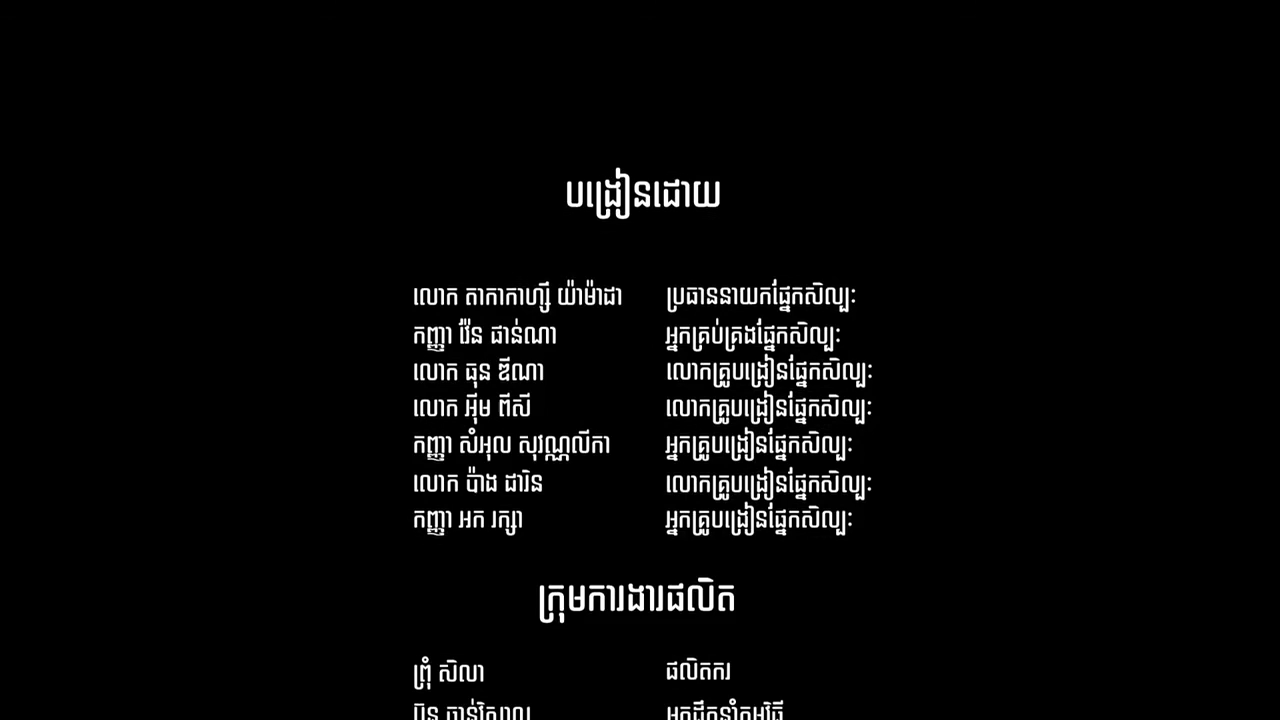 បង្រៀនដោយ
លោក តាកាកាហ្ស៊ី យ៉ាម៉ាដា ប្រធាននាយកផ្នែកសិល្បៈ
កញ្ញា វ៉ែន ផាន់ណា អ្នកគ្រប់គ្រងផ្នែកសិល្បៈ
លោក ធុន ឌីណា លោកគ្រូបង្រៀនផ្នែកសិល្បៈ
លោក អ៊ីម ពីសី លោកគ្រូបង្រៀនផ្នែកសិល្បៈ
កញ្ញា សំអុល សុវណ្ណលីកា អ្នកគ្រូបង្រៀនផ្នែកសិល្បៈ
លោក ប៉ាង ដារិន លោកគ្រូបង្រៀនផ្នែកសិល្បៈ
កញ្ញា អក រក្សា អ្នកគ្រូបង្រៀនផ្នែកសិល្បៈ
ក្រុមការងារផលិត
ព្រុំ សិលា ផលិតករ